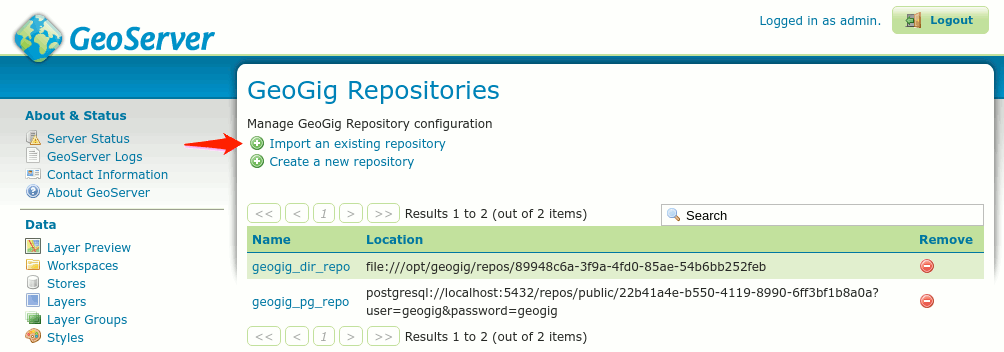 GeoServer
Logged in as admin.
Logout
GeoGig Repositories
Manage GeoGig Repository configuration
Import an existing repository
Create a new repository
About & Status
Server Status
GeoServer Logs
Contact Information
About GeoServer
Data
Layer Preview
Workspaces
Stores
Layers
Layer Groups
Styles
<< < 1 > >> Results 1 to 2 (out of 2 items)
Search
Name Location Remove
geogig_dir_repo file:///opt/geogig/repos/89948c6a-3f9a-4fd0-85ae-54b6bb252feb
geogig_pg_repo postgresql://localhost:5432/repos/public/22b41a4e-b550-4119-8990-6ff3bf1b8a0a?
user=geogig&password=geogig
<< < 1 > >> Results 1 to 2 (out of 2 items)